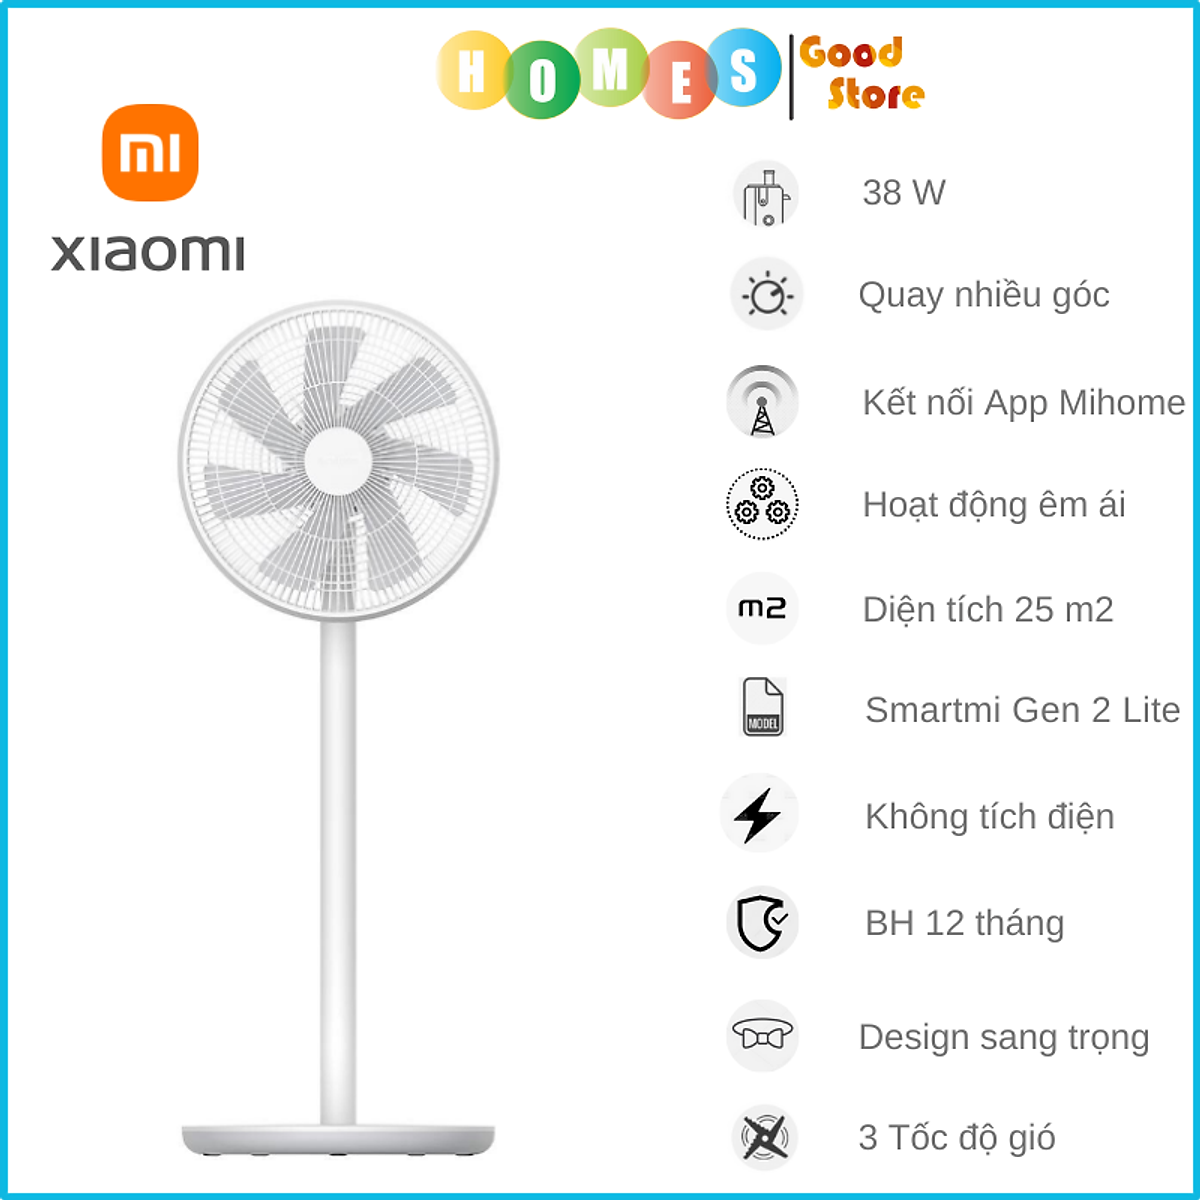 HOMES
Good
Store
mi
xiaomi
38 W
Quay nhiều góc
Kết nối App Mihome
Hoạt động êm ái
m2
Diện tích 25 m2
MODEL
Smartmi Gen 2 Lite
Không tích điện
BH 12 tháng
Design sang trọng
3 Tốc độ gió